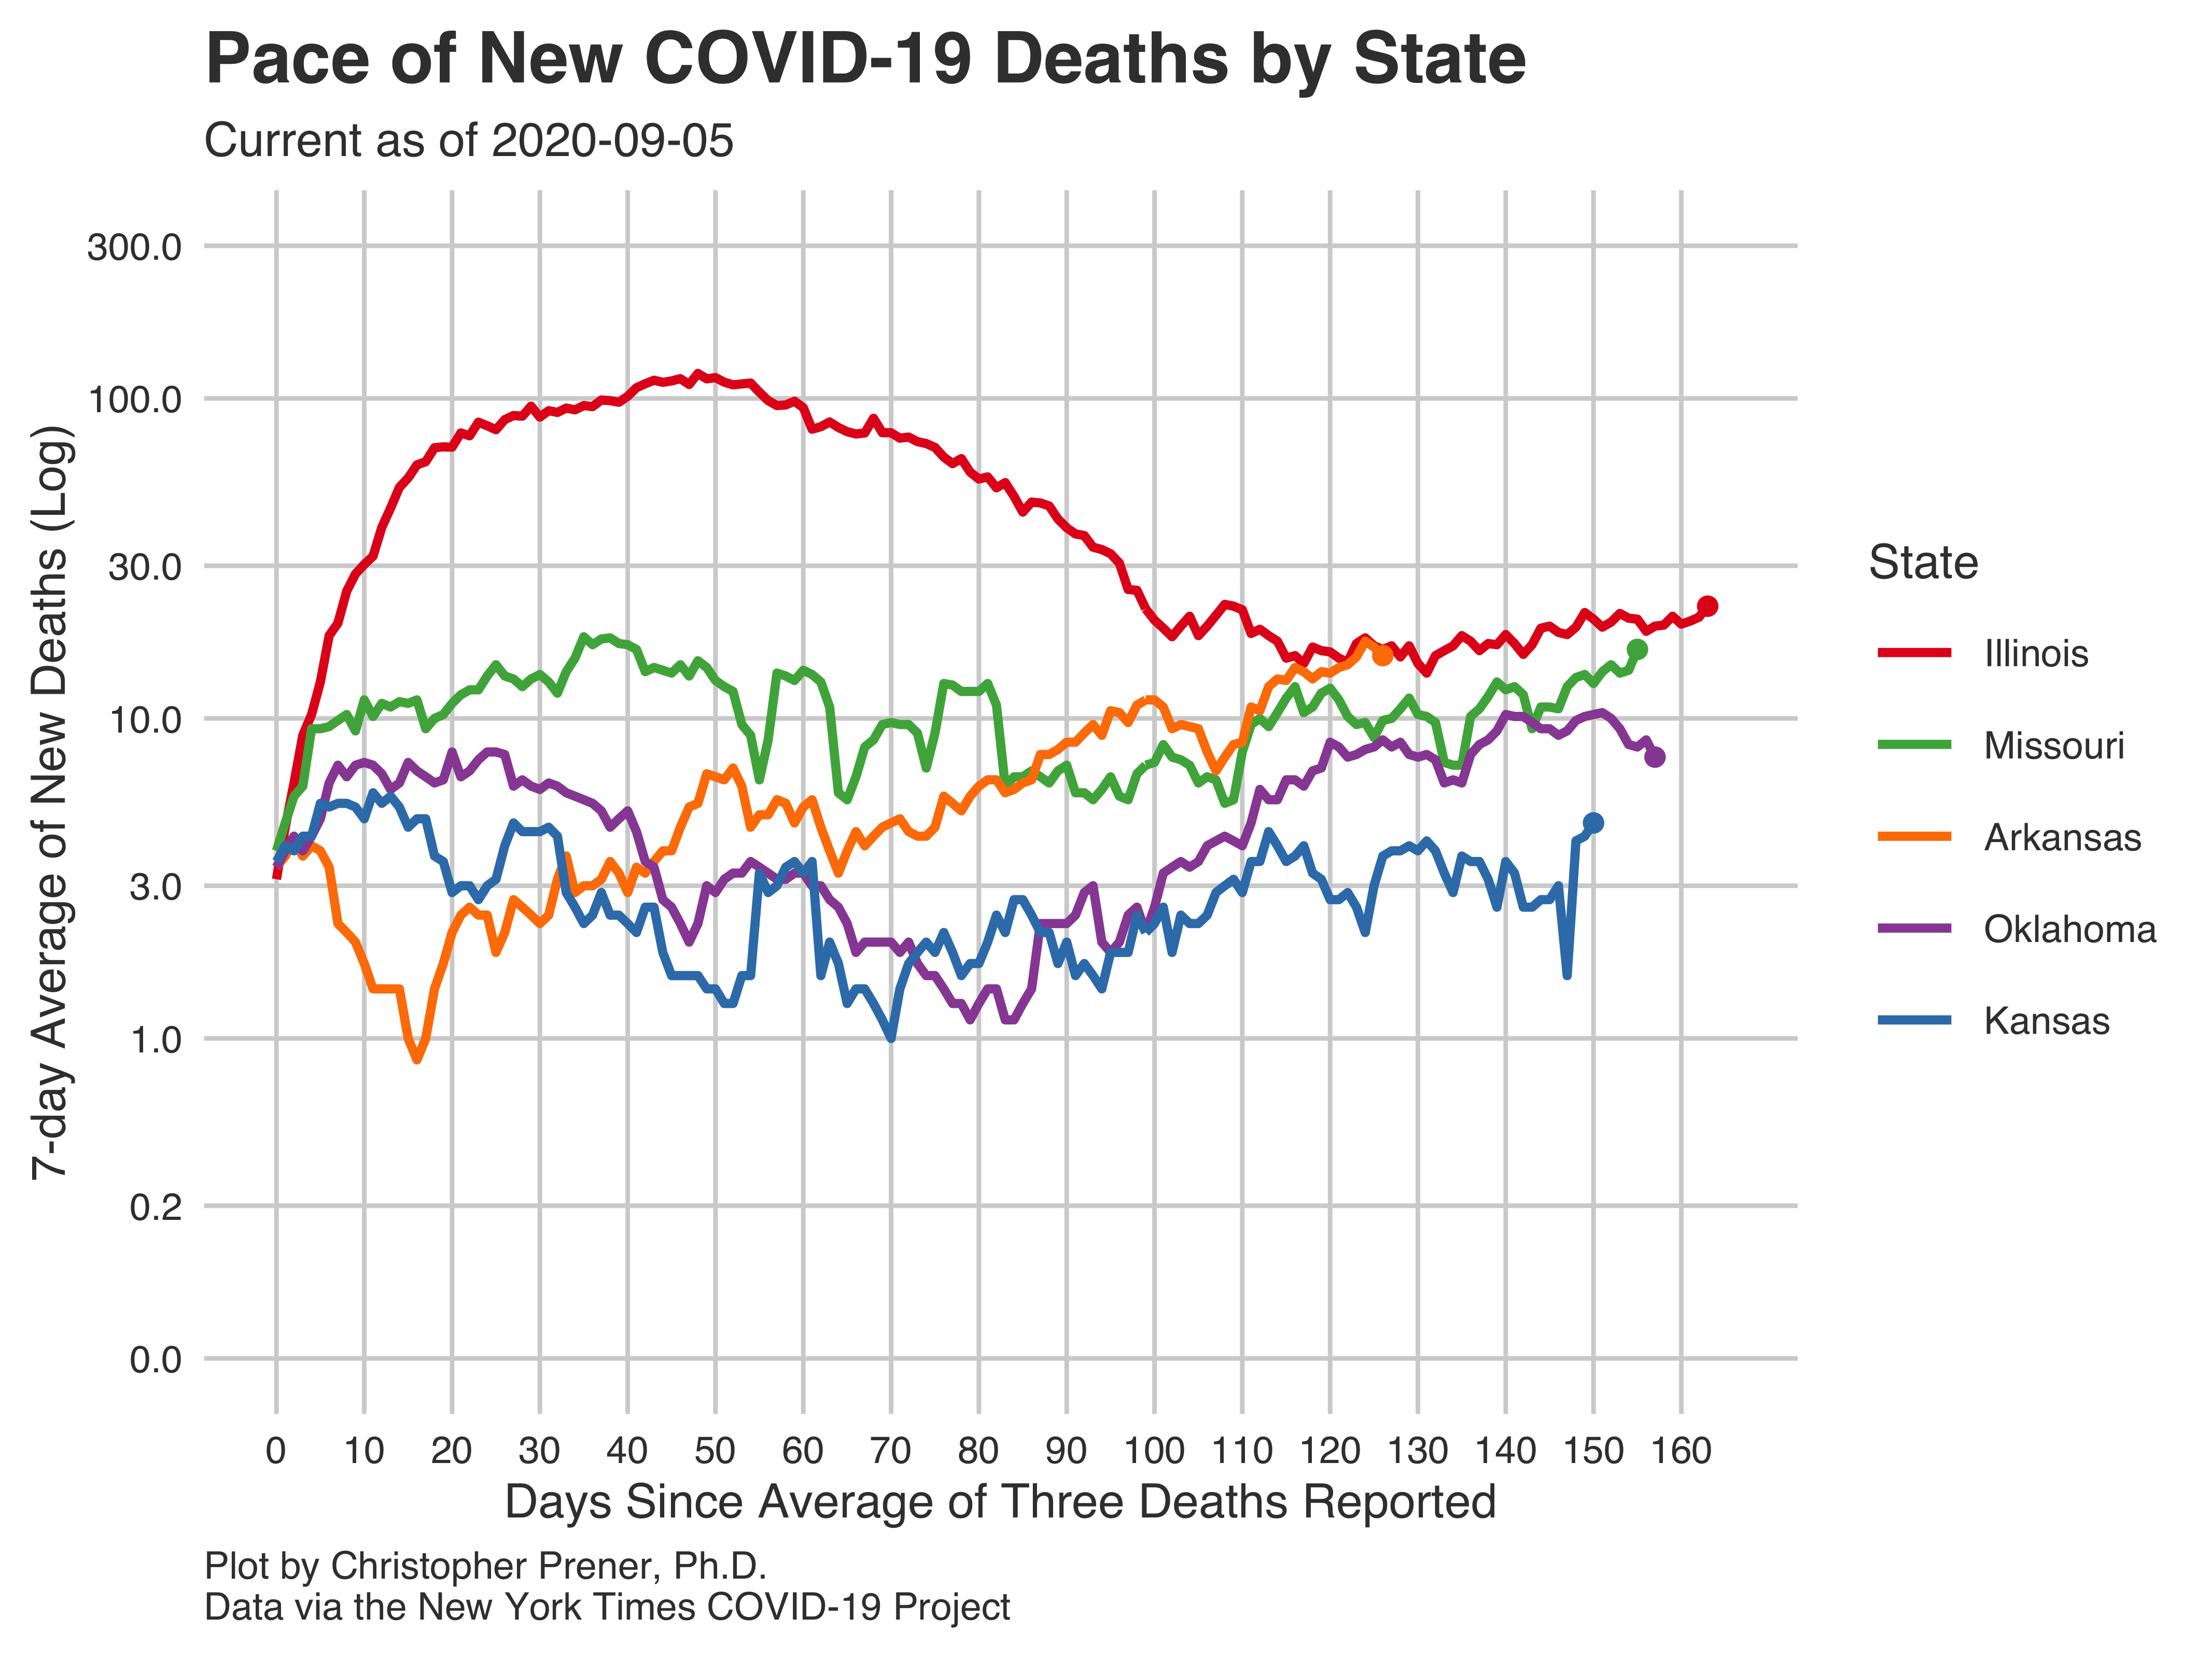 Pace of New COVID-19 Deaths by State
Current as of 2020-09-05
7-day Average of New Deaths (Log)
300.0
100.0
30.0
10.0
3.0
1.0
0.2
0.0
0 10 20 30 40 50 60 70 80 90 100 110 120 130 140 150 160
Days Since Average of Three Deaths Reported
State
Illinois
Missouri
Arkansas
Oklahoma
Kansas
Plot by Christopher Prener, Ph.D.
Data via the New York Times COVID-19 Project